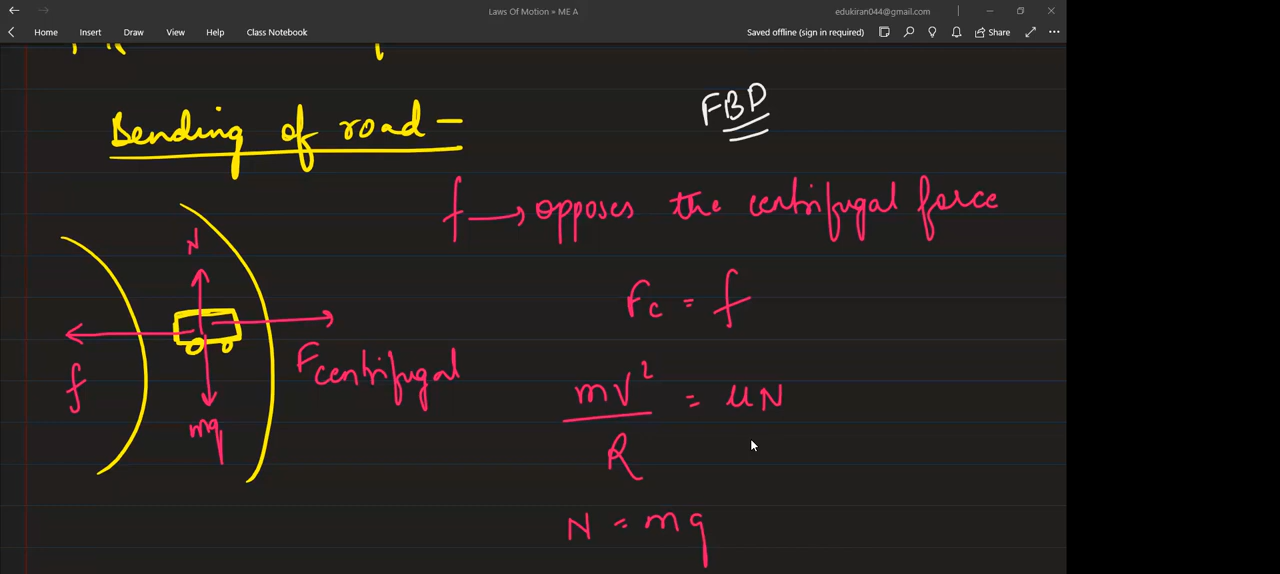 Laws Of Motion » ME A
edukiran044@gmail.com
Home Insert Draw View Help Class Notebook
Saved offline (sign in required)
Share
FBD
Bending of road -
f → opposes the centrifugal force
N
Fc = f
f
Fcentrifugal
mv² / R = μN
mg
N = mg